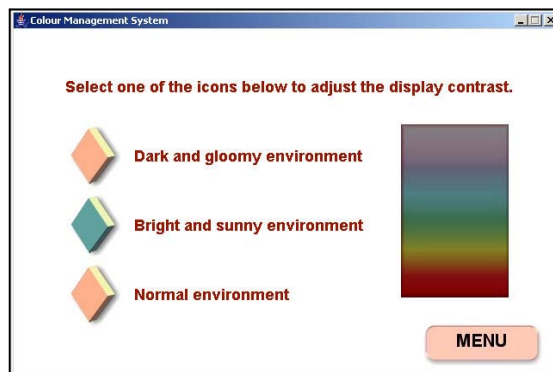 Colour Management System
Select one of the icons below to adjust the display contrast.
Dark and gloomy environment
Bright and sunny environment
Normal environment
MENU